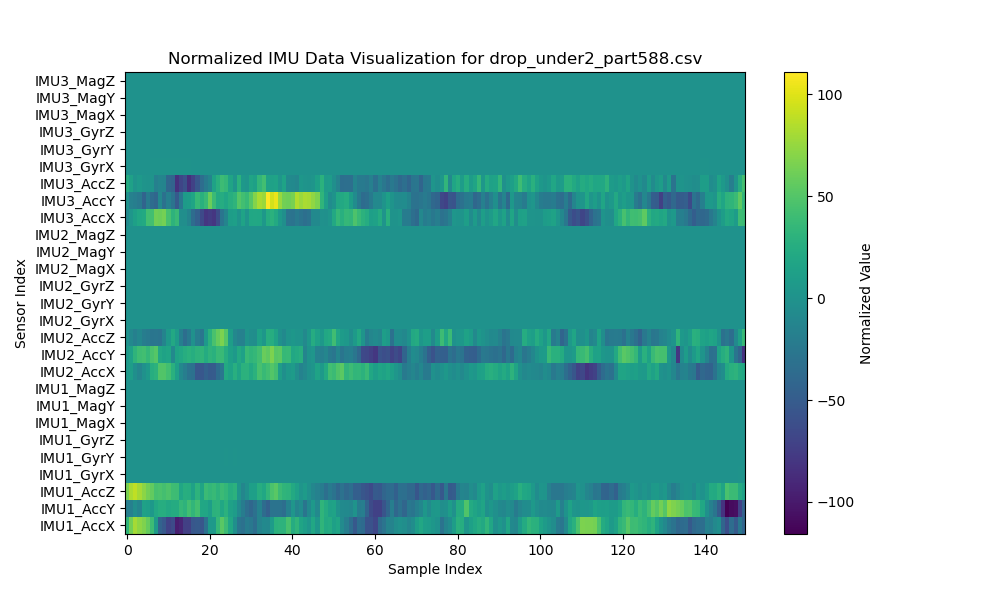 Normalized IMU Data Visualization for drop_under2_part588.csv
IMU3_MagZ
IMU3_MagY
IMU3_MagX
IMU3_GyrZ
IMU3_GyrY
IMU3_GyrX
IMU3_AccZ
IMU3_AccY
IMU3_AccX
IMU2_MagZ
IMU2_MagY
IMU2_MagX
IMU2_GyrZ
IMU2_GyrY
IMU2_GyrX
IMU2_AccZ
IMU2_AccY
IMU2_AccX
IMU1_MagZ
IMU1_MagY
IMU1_MagX
IMU1_GyrZ
IMU1_GyrY
IMU1_GyrX
IMU1_AccZ
IMU1_AccY
IMU1_AccX
Sensor Index
0 20 40 60 80 100 120 140
Sample Index
100
50
0
−50
−100
Normalized Value